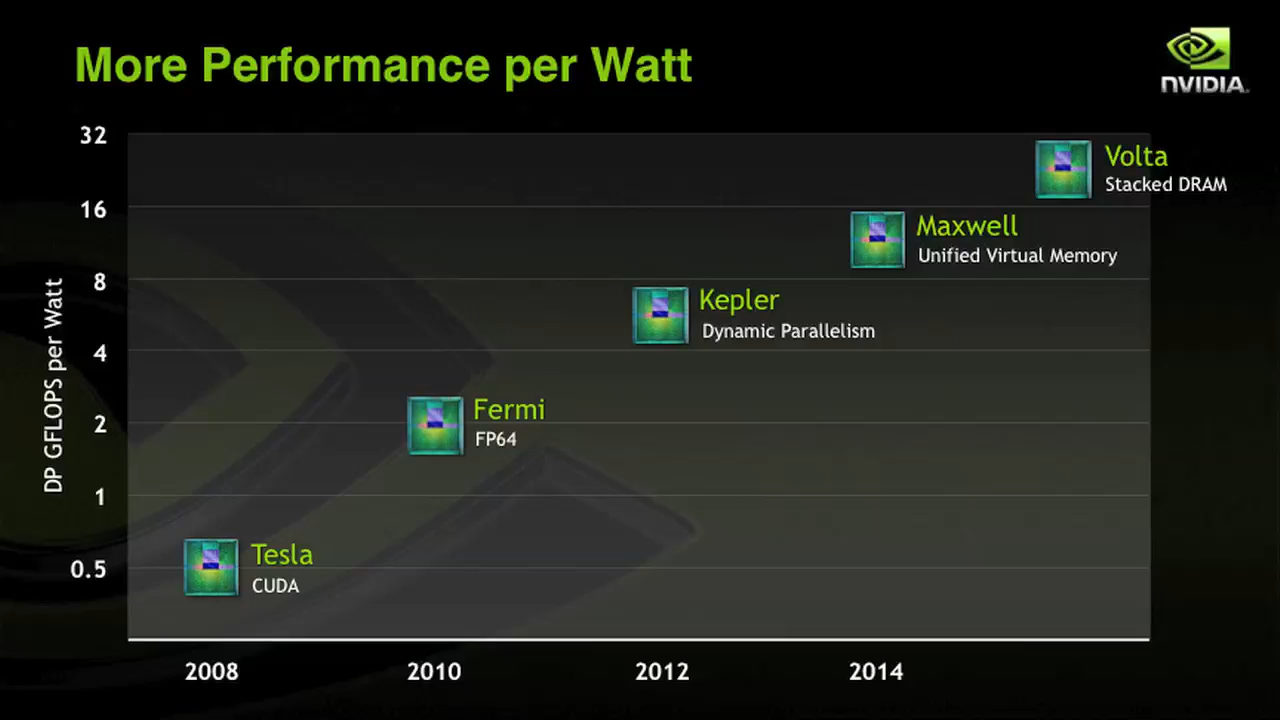 More Performance per Watt
NVIDIA
32
16
8
4
2
1
0.5
DP GFLOPS per Watt
Volta
Stacked DRAM
Maxwell
Unified Virtual Memory
Kepler
Dynamic Parallelism
Fermi
FP64
Tesla
CUDA
2008
2010
2012
2014